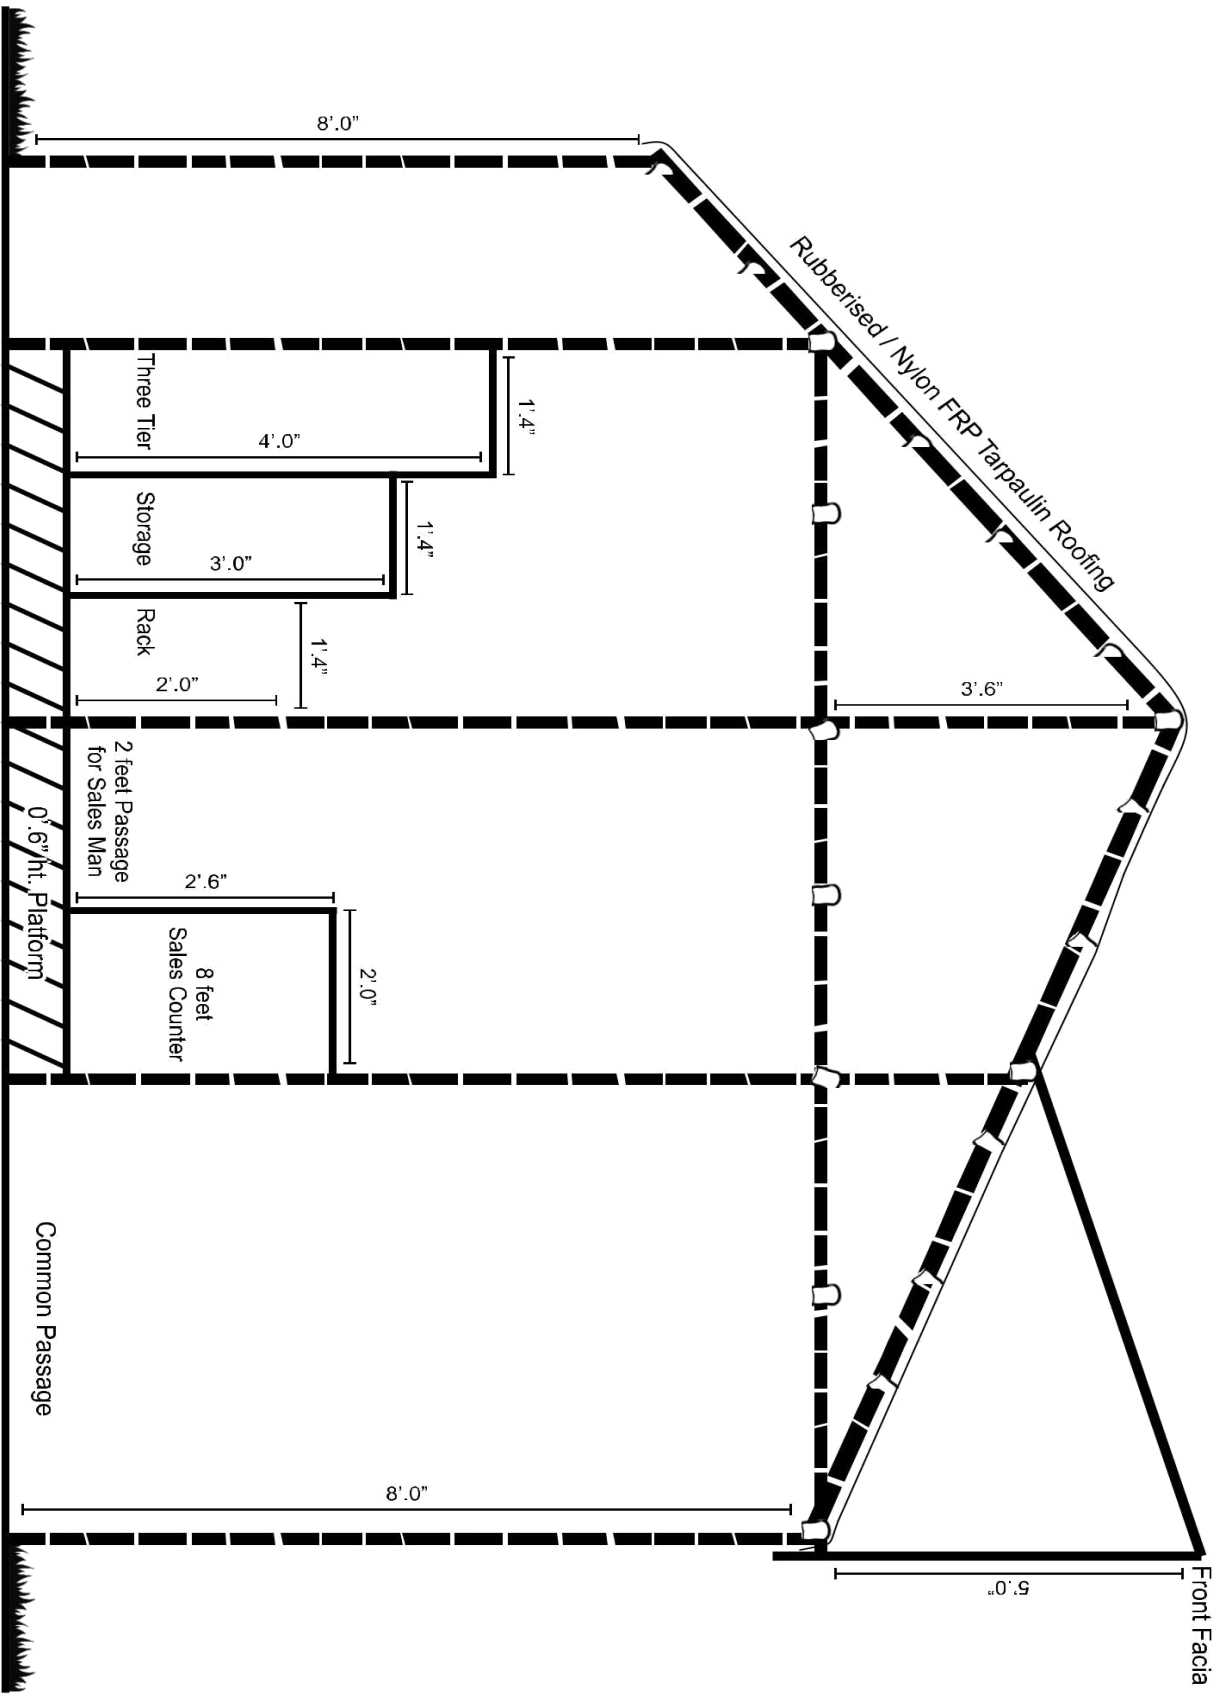 8'.0"
Rubberised / Nylon FRP Tarpaulin Roofing
1'.4"
Three Tier
4'.0"
1'.4"
Storage
3'.0"
1'.4"
Rack
2'.0"
3'.6"
2 feet Passage
for Sales Man
0'.6" ht. Platform
2'.6"
8 feet
Sales Counter
2'.0"
Common Passage
8'.0"
5'.0"
Front Facia